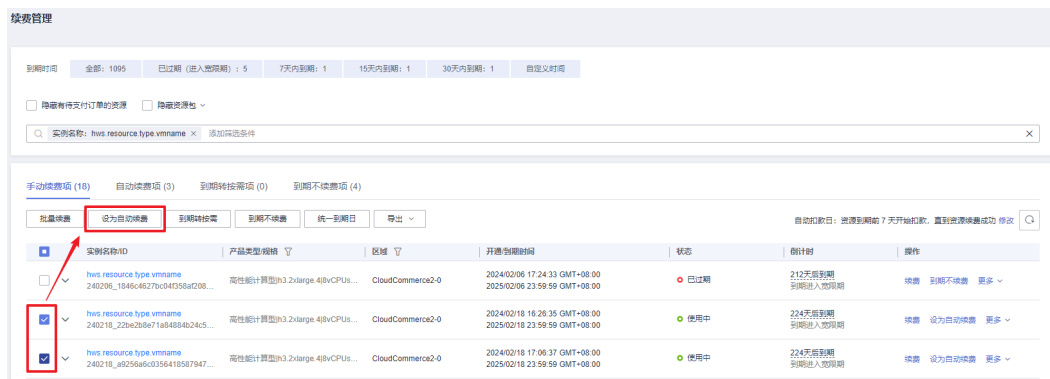 续费管理
到期时间 全部：1095 已过期（进入宽限期）：5 7天内到期：1 15天内到期：1 30天内到期：1 自定义时间
隐藏有待支付订单的资源 隐藏资源包
实例名称：hws.resource.type.vmname × 添加筛选条件 ×
手动续费项 (18) 自动续费项 (3) 到期转按需项 (0) 到期不续费项 (4)
批量续费 设为自动续费 到期转按需 到期不续费 统一到期日 导出 自动扣款日：资源到期前 7 天开始扣款，直到资源续费成功 修改
实例名称/ID 产品类型/规格 区域 开通/到期时间 状态 倒计时 操作
hws.resource.type.vmname 2024/02/06 17:24:33 GMT+08:00 212天后到期
240206_1846c4627bc04f358af208... 高性能计算型|h3.2xlarge.4|8vCPUs... CloudCommerce2-0 2025/02/06 23:59:59 GMT+08:00 已过期 到期进入宽限期 续费 到期不续费 更多
hws.resource.type.vmname 2024/02/18 16:26:35 GMT+08:00 224天后到期
240218_22be2b8e71a84884b24c5... 高性能计算型|h3.2xlarge.4|8vCPUs... CloudCommerce2-0 2025/02/18 23:59:59 GMT+08:00 使用中 到期进入宽限期 续费 设为自动续费 更多
hws.resource.type.vmname 2024/02/18 17:06:37 GMT+08:00 224天后到期
240218_a9256a6c0356418587947... 高性能计算型|h3.2xlarge.4|8vCPUs... CloudCommerce2-0 2025/02/18 23:59:59 GMT+08:00 使用中 到期进入宽限期 续费 设为自动续费 更多